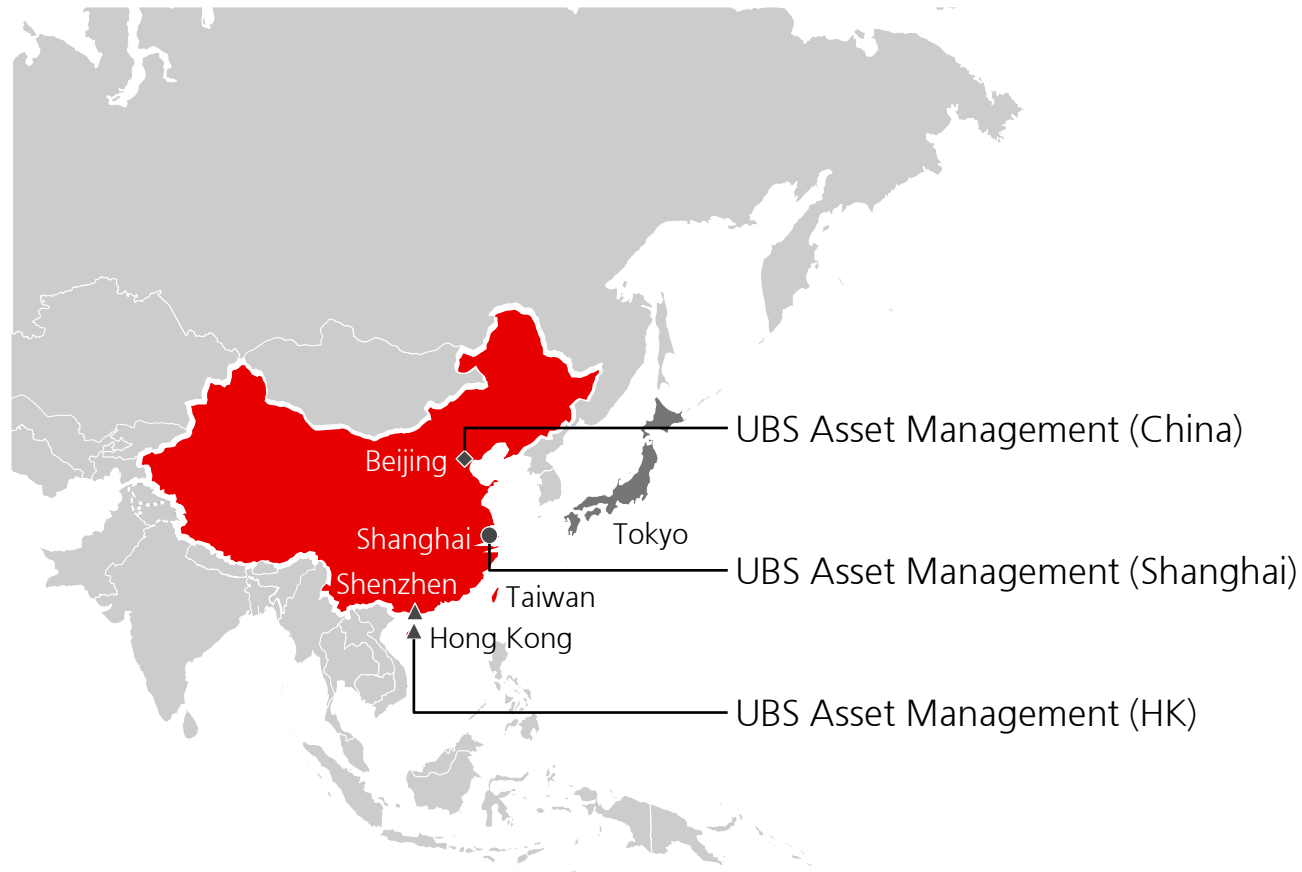 UBS Asset Management (China)
Beijing
Tokyo
Shanghai
UBS Asset Management (Shanghai)
Shenzhen
Taiwan
Hong Kong
UBS Asset Management (HK)